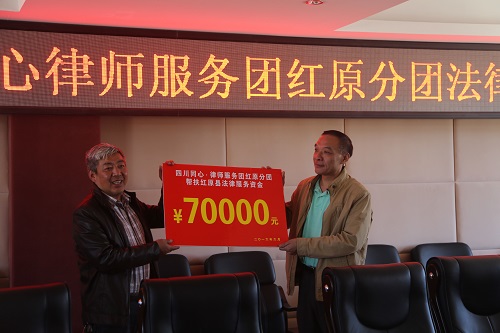 心律师服务团红原分团法律
四川同心·律师服务团红原分团
帮扶红原县法律服务资金
¥70000元